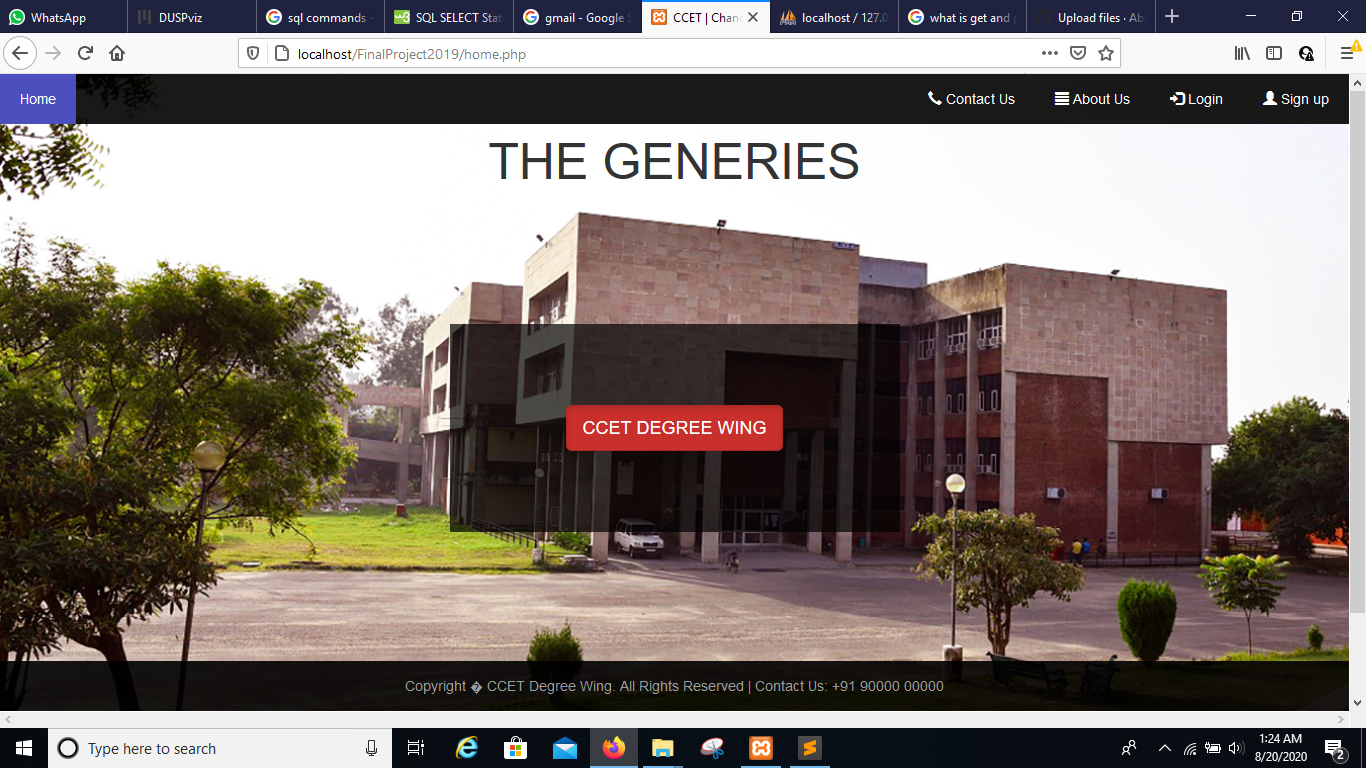 WhatsApp
DUSPviz
sql commands -
SQL SELECT Stat
gmail - Google S
CCET | Chan
localhost / 127.0
what is get and p
Upload files · Ab
localhost/FinalProject2019/home.php
Home
Contact Us
About Us
Login
Sign up
THE GENERIES
CCET DEGREE WING
Copyright � CCET Degree Wing. All Rights Reserved | Contact Us: +91 90000 00000
Type here to search
1:24 AM
8/20/2020
2